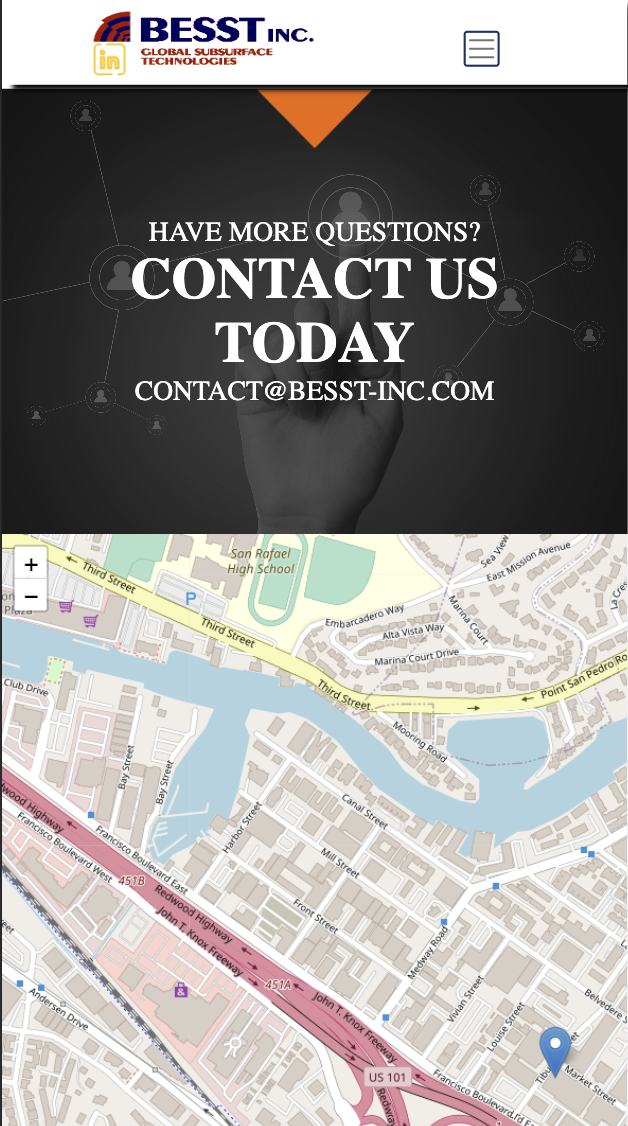 BESST INC.
GLOBAL SUBSURFACE
TECHNOLOGIES
in
HAVE MORE QUESTIONS?
CONTACT US
TODAY
CONTACT@BESST-INC.COM
+
−
San Rafael
High School
Third Street
P
Third Street
Plaza
Club Drive
Third Street
Embarcadero Way
Alta Vista Way
Marina Court Drive
Marina Court
Sea View
East Mission Avenue
Point San Pedro Ro
Mooring Road
Bay Street
Bay Street
Harbor Street
Canal Street
Mill Street
Front Street
Medway Road
Vivian Street
Louise Street
Belvedere S
Market Street
wood Highway
Francisco Boulevard West
Francisco Boulevard East
451B
Redwood Highway
John T. Knox Freeway
451A
John T. Knox Freeway
US 101
Francisco Boulevard
Andersen Drive